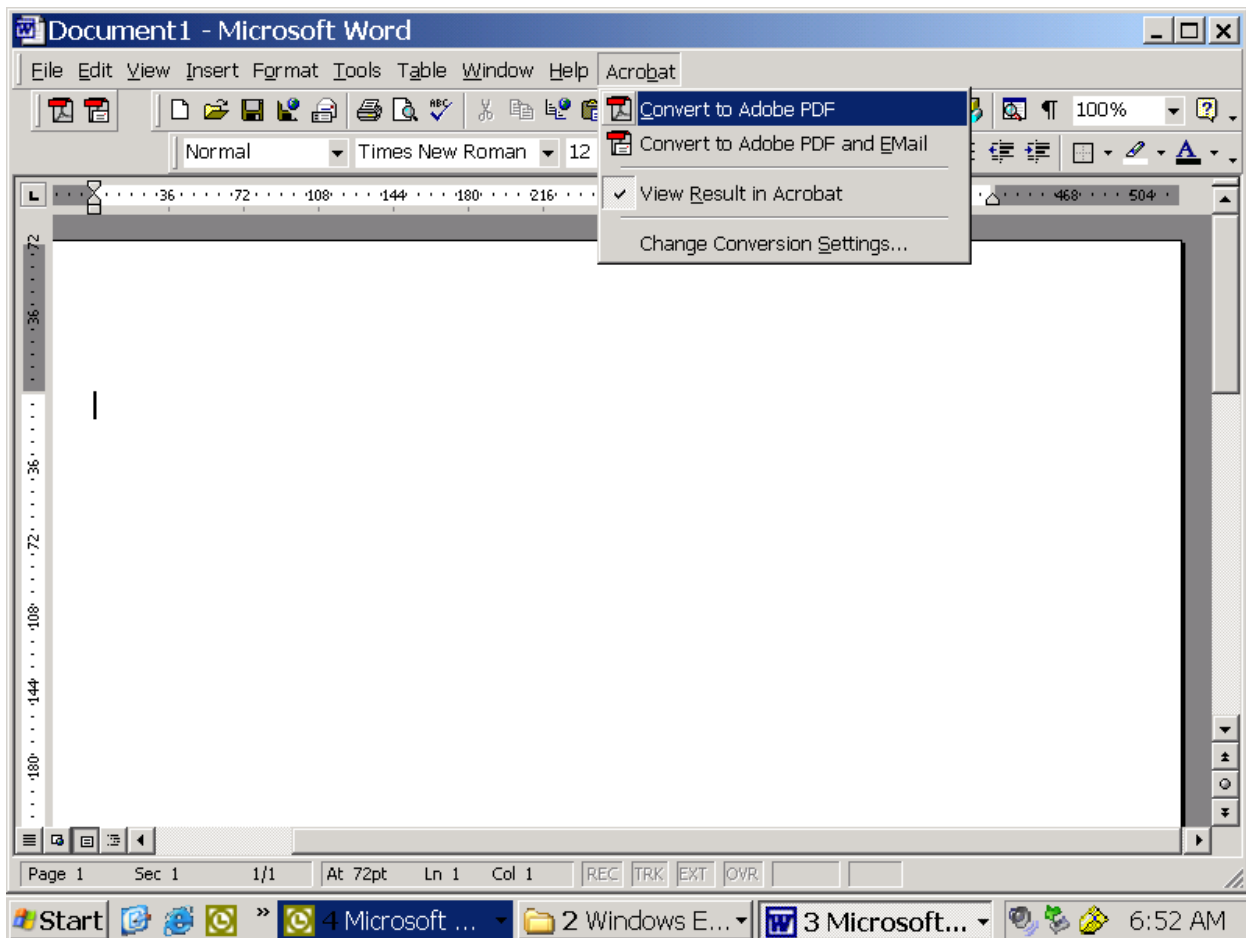 Document1 - Microsoft Word
File Edit View Insert Format Tools Table Window Help Acrobat
Convert to Adobe PDF
100%
Normal Times New Roman 12
Convert to Adobe PDF and EMail
36 72 108 144 180 216 468 504
View Result in Acrobat
Change Conversion Settings...
72
36
36
72
108
144
180
Page 1 Sec 1 1/1 At 72pt Ln 1 Col 1 REC TRK EXT OVR
Start » 4 Microsoft ... 2 Windows E... 3 Microsoft... 6:52 AM